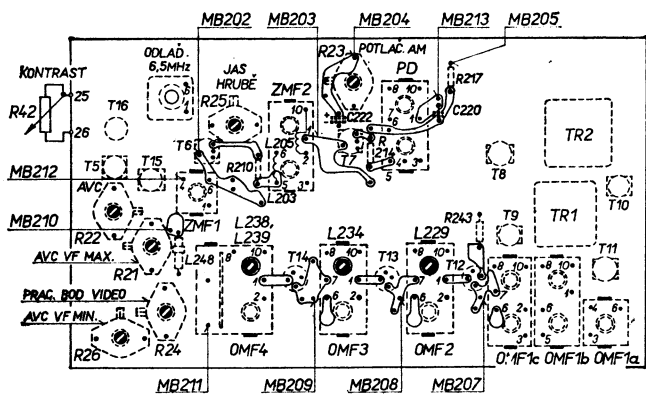 MB202 MB203 MB204 MB213 MB205
ODLAĎ. 6,5MHz
JAS HRUBĚ
R23
POTLAČ. AM
PD
KONTRAST
R42
25
26
T16
R25
ZMF2
R217
C220
C222
TR2
T6
L205
R210
T7
R
214
T8
MB212
T5
T15
L203
T10
AVC
R22
ZMF1
TR1
MB210
L238, L239
L234
L229
R243
T9
AVC VF MAX.
R21
L248
T14
T13
T12
T11
PRAC. BOD VIDEO
AVC VF MIN.
R26
R24
OMF4
OMF3
OMF2
OMF1c OMF1b OMF1a
MB211 MB209 MB208 MB207